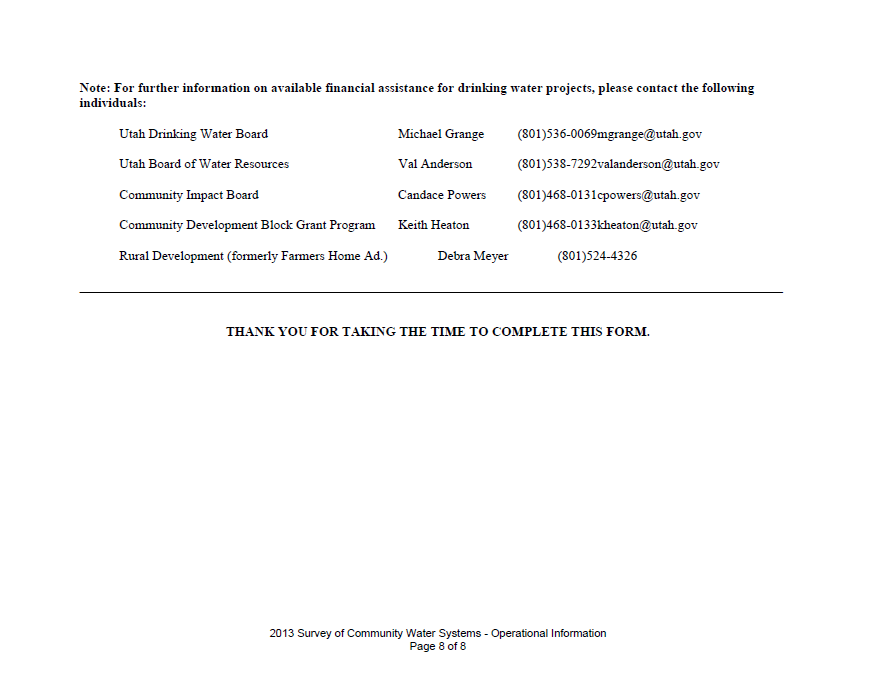 Note: For further information on available financial assistance for drinking water projects, please contact the following
individuals:
Utah Drinking Water Board Michael Grange (801)536-0069mgrange@utah.gov
Utah Board of Water Resources Val Anderson (801)538-7292valanderson@utah.gov
Community Impact Board Candace Powers (801)468-0131cpowers@utah.gov
Community Development Block Grant Program Keith Heaton (801)468-0133kheaton@utah.gov
Rural Development (formerly Farmers Home Ad.) Debra Meyer (801)524-4326
THANK YOU FOR TAKING THE TIME TO COMPLETE THIS FORM.
2013 Survey of Community Water Systems - Operational Information
Page 8 of 8